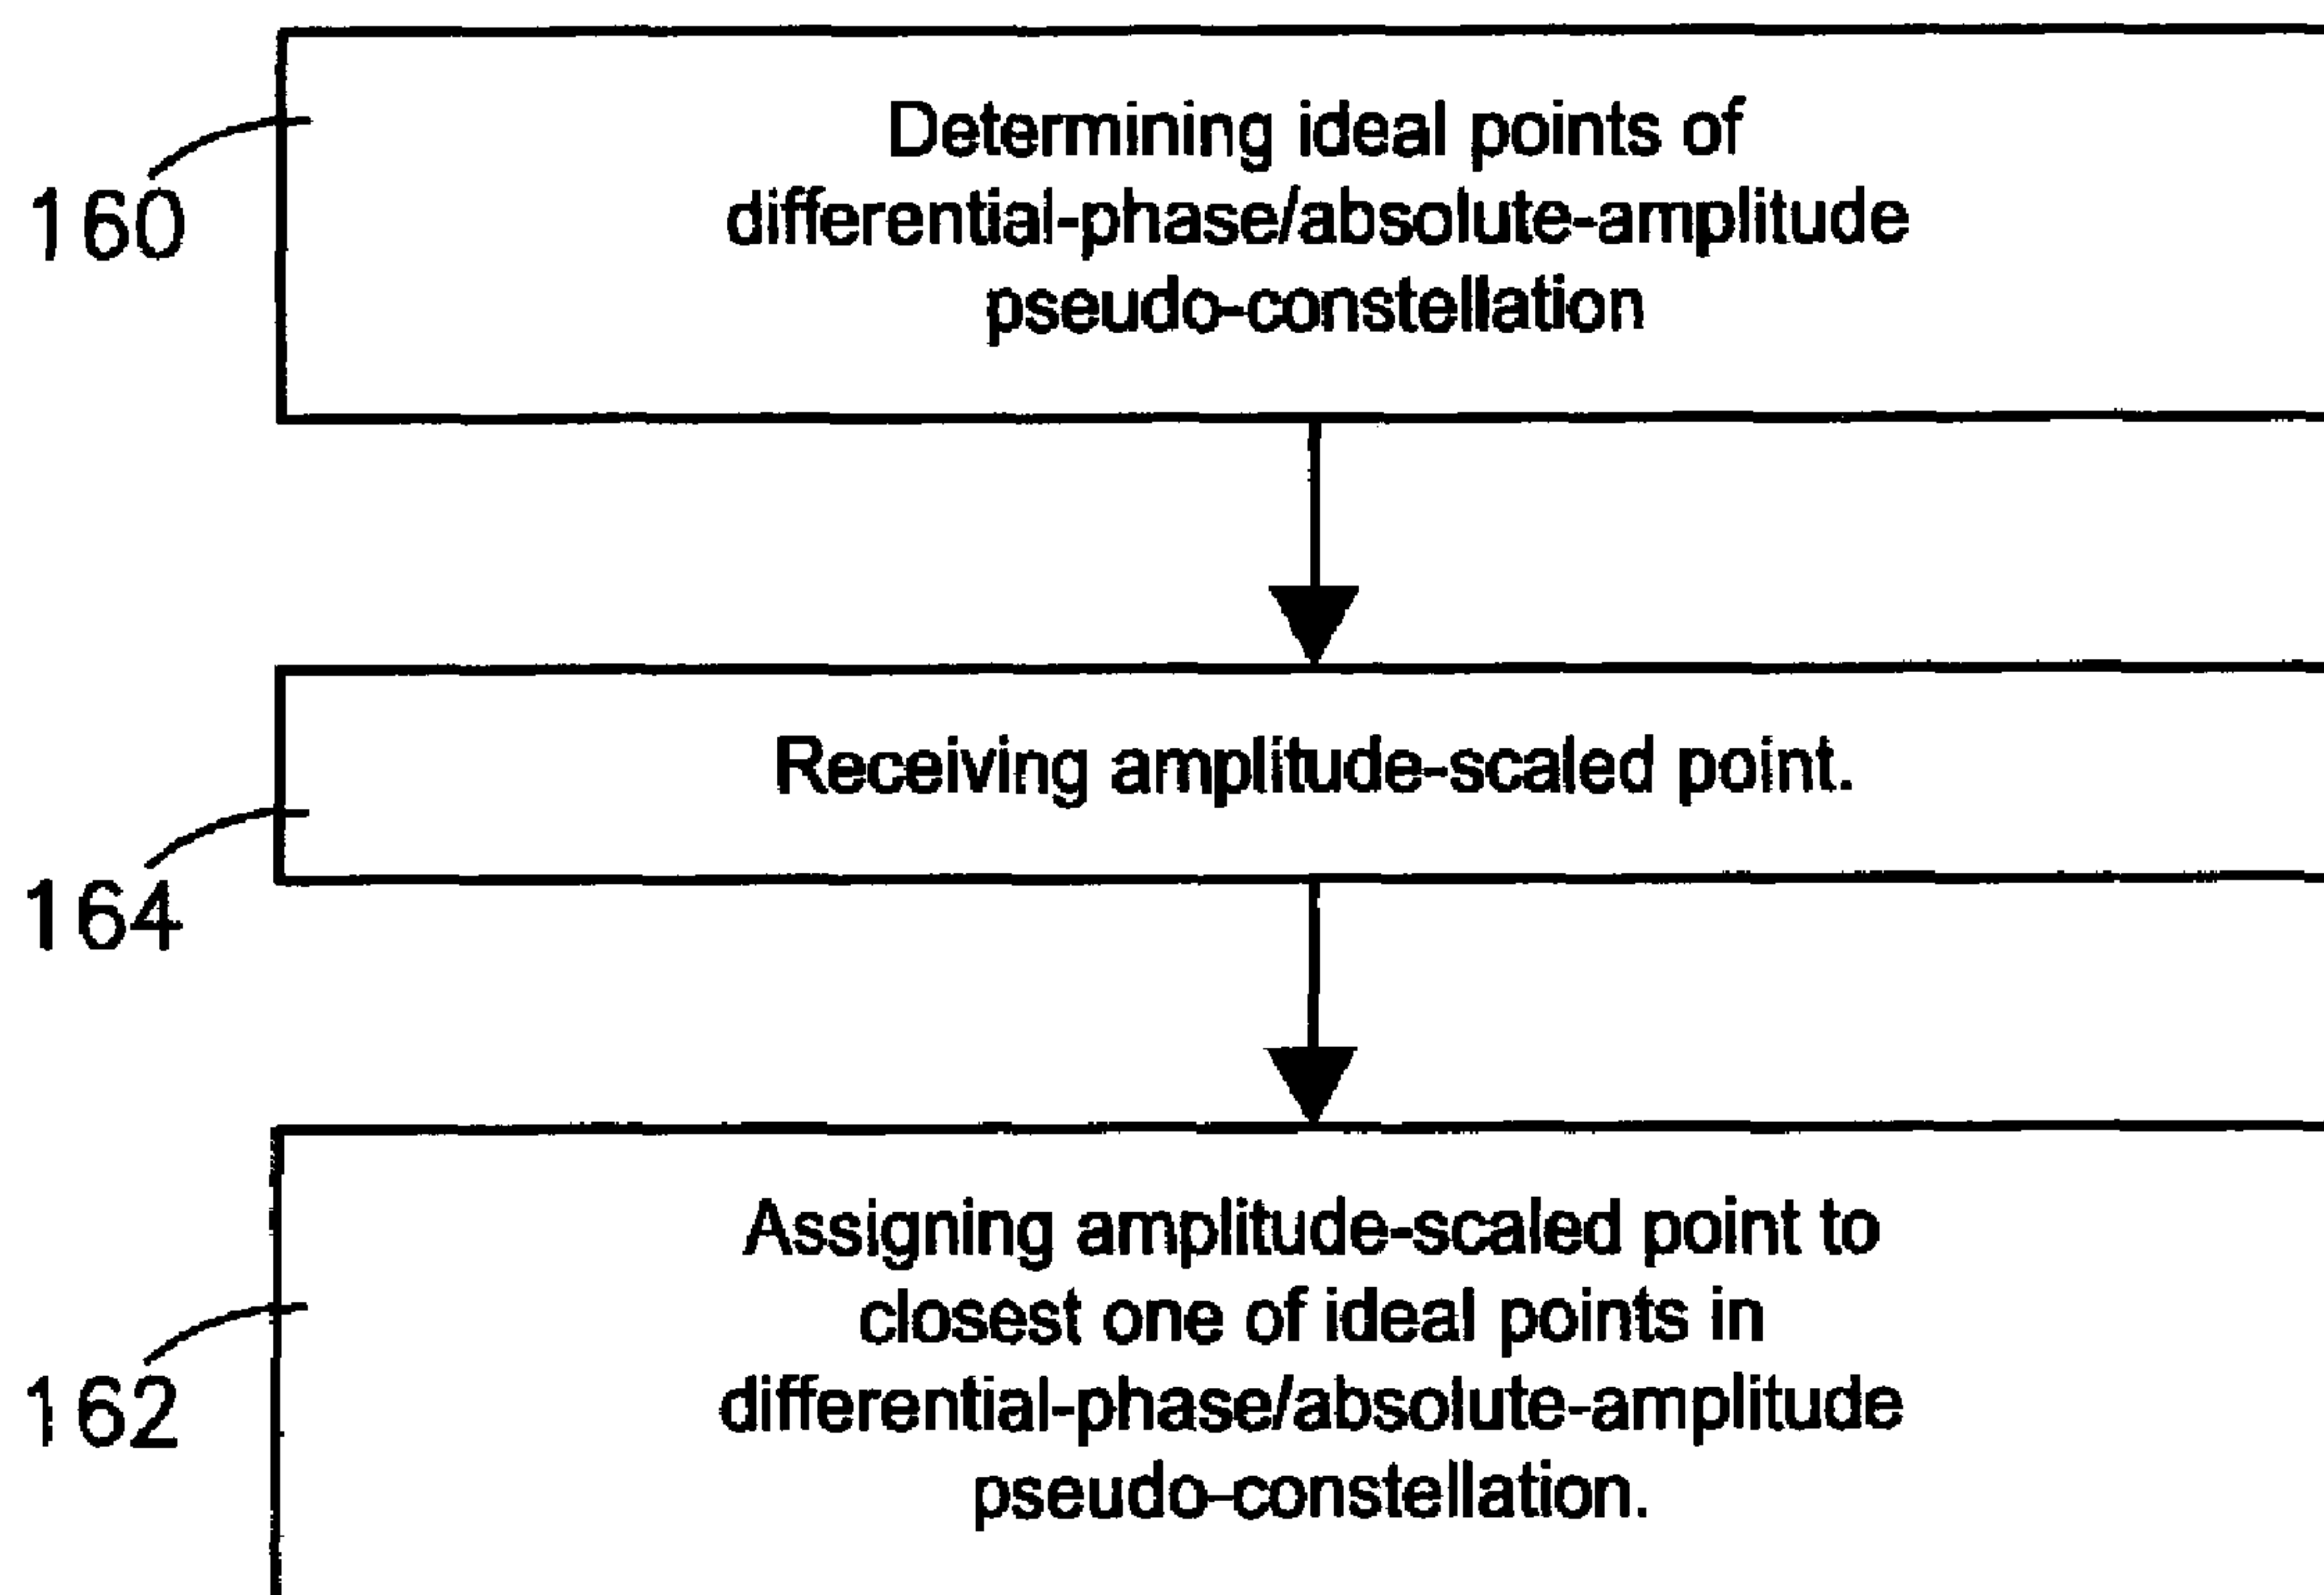 160
Determining ideal points of
differential-phase/absolute-amplitude
pseudo-constellation
164
Receiving amplitude-scaled point.
162
Assigning amplitude-scaled point to
closest one of ideal points in
differential-phase/absolute-amplitude
pseudo-constellation.